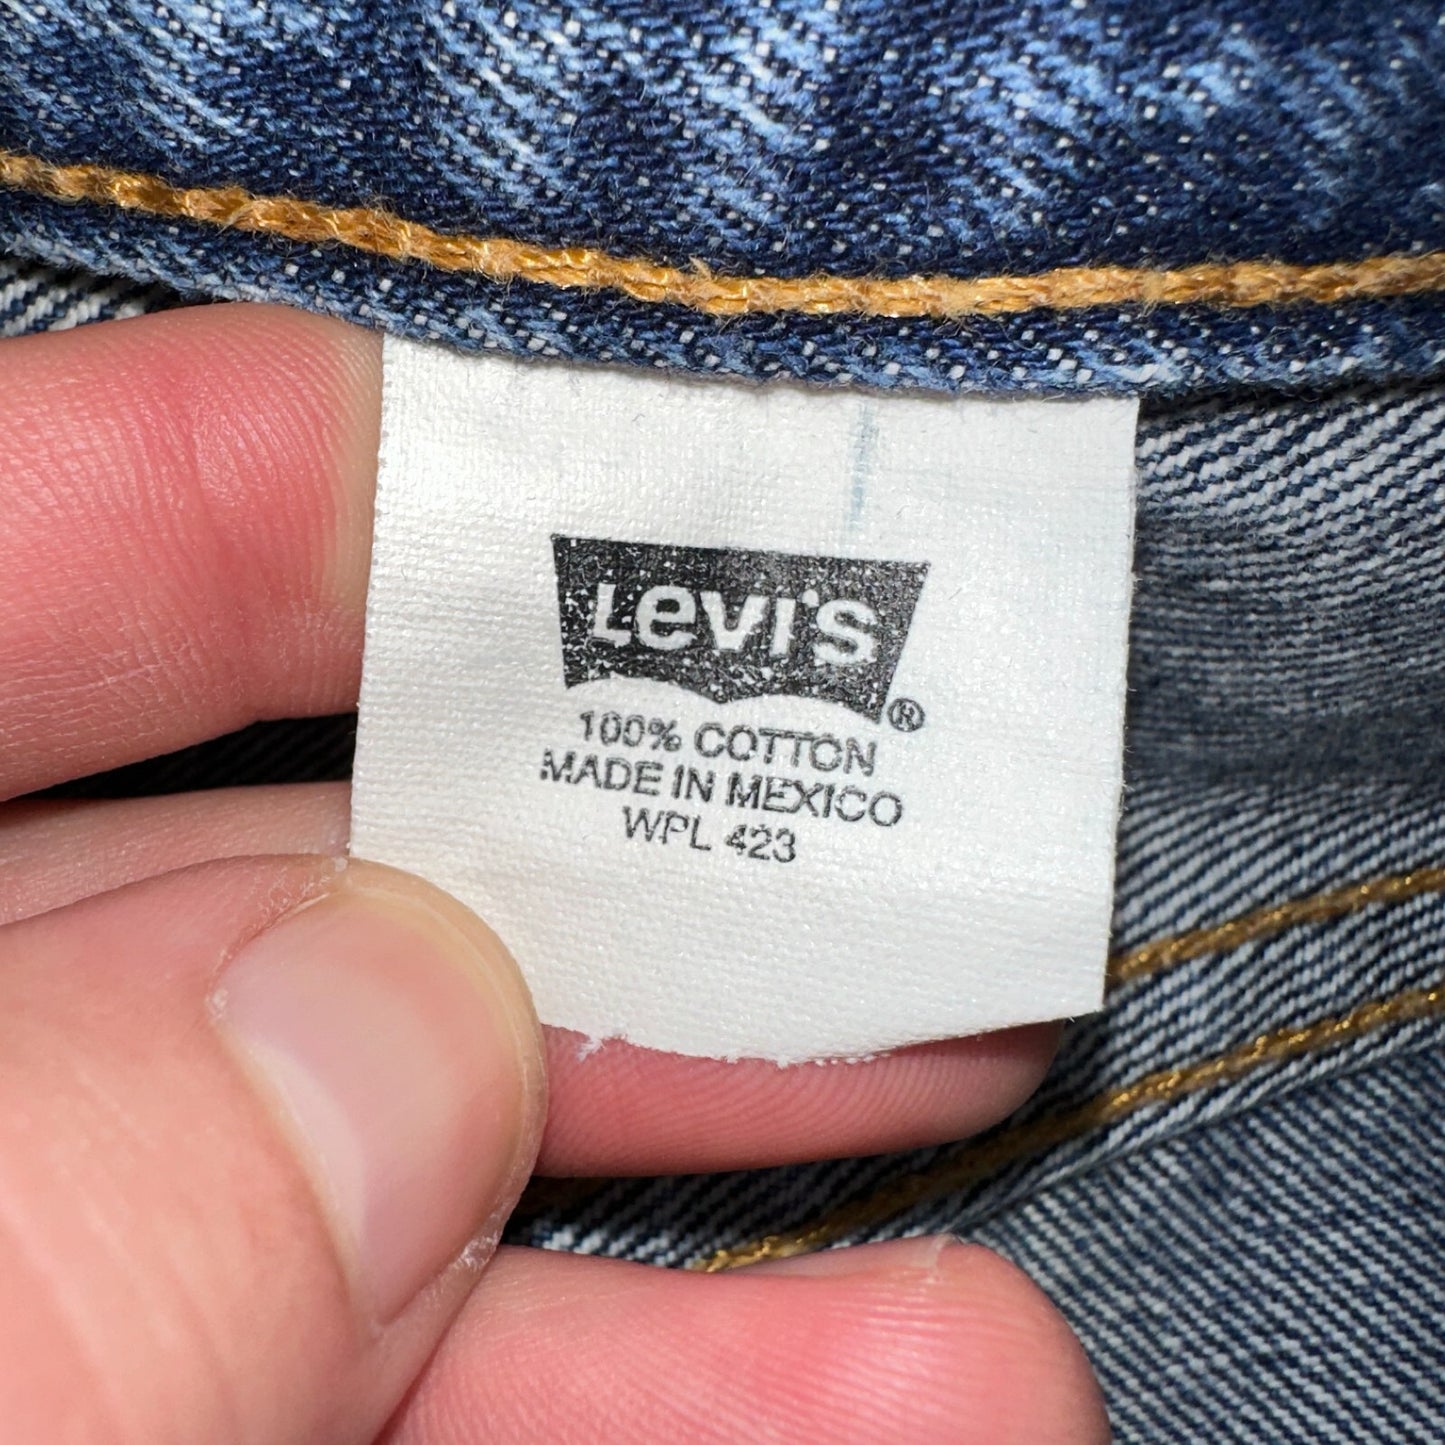 Levi's ®
100% COTTON
MADE IN MEXICO
WPL 423